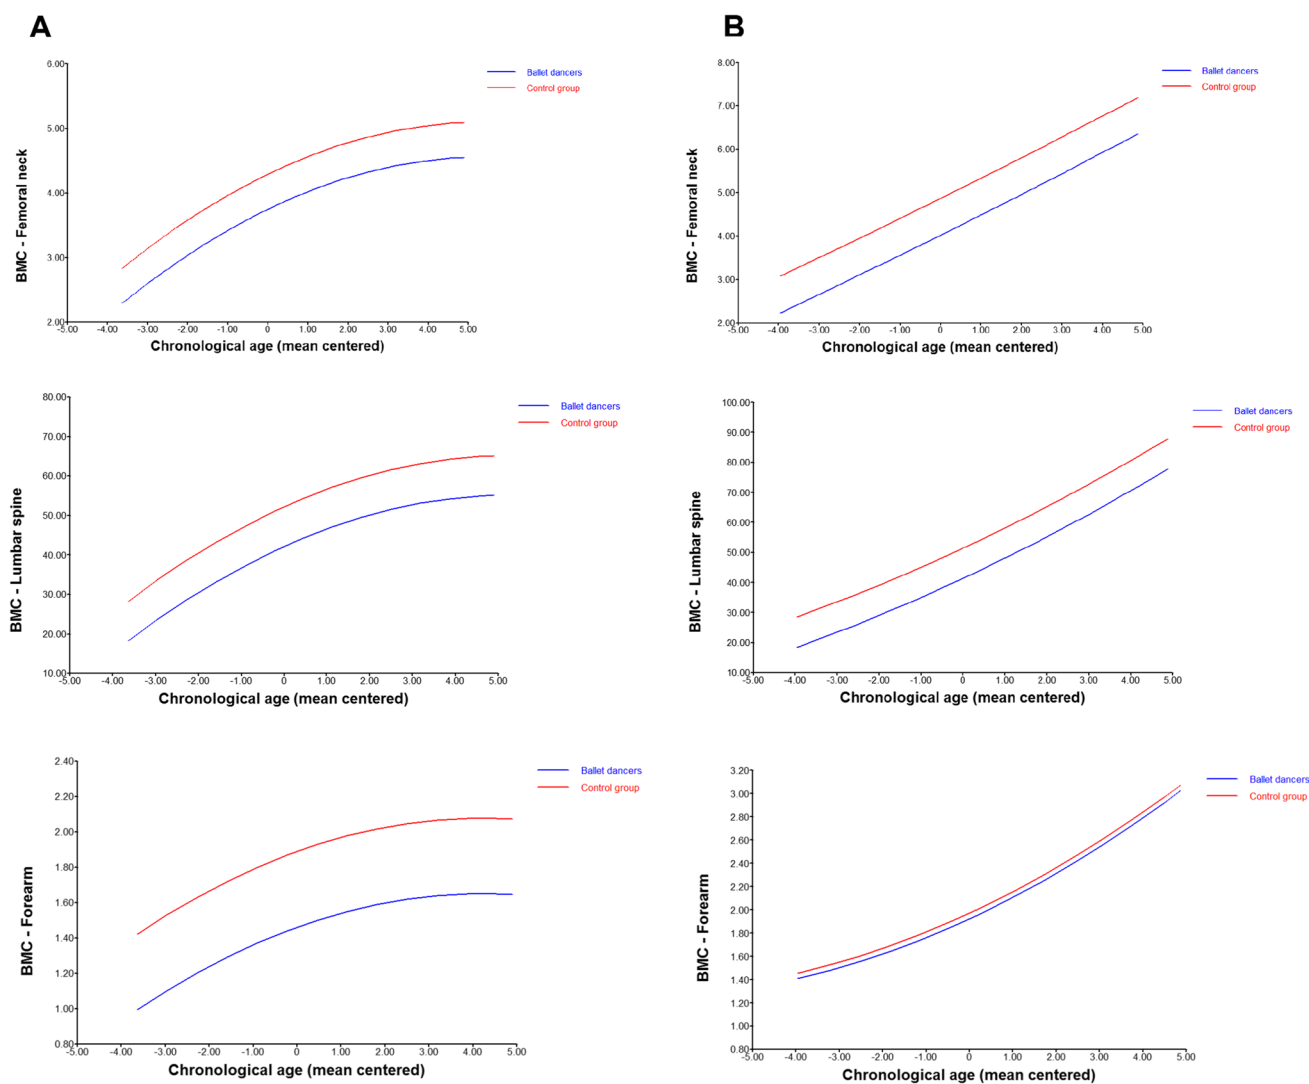 A
6.00
5.00
4.00
3.00
2.00
-5.00 -4.00 -3.00 -2.00 -1.00 0 1.00 2.00 3.00 4.00 5.00
BMC - Femoral neck
Chronological age (mean centered)
Ballet dancers
Control group
B
8.00
7.00
6.00
5.00
4.00
3.00
2.00
-5.00 -4.00 -3.00 -2.00 -1.00 0 1.00 2.00 3.00 4.00 5.00
BMC - Femoral neck
Chronological age (mean centered)
Ballet dancers
Control group
80.00
70.00
60.00
50.00
40.00
30.00
20.00
10.00
-5.00 -4.00 -3.00 -2.00 -1.00 0 1.00 2.00 3.00 4.00 5.00
BMC - Lumbar spine
Chronological age (mean centered)
Ballet dancers
Control group
100.00
90.00
80.00
70.00
60.00
50.00
40.00
30.00
20.00
10.00
-5.00 -4.00 -3.00 -2.00 -1.00 0 1.00 2.00 3.00 4.00 5.00
BMC - Lumbar spine
Chronological age (mean centered)
Ballet dancers
Control group
2.40
2.20
2.00
1.80
1.60
1.40
1.20
1.00
0.80
-5.00 -4.00 -3.00 -2.00 -1.00 0 1.00 2.00 3.00 4.00 5.00
BMC - Forearm
Chronological age (mean centered)
Ballet dancers
Control group
3.20
3.00
2.80
2.60
2.40
2.20
2.00
1.80
1.60
1.40
1.20
1.00
0.80
-5.00 -4.00 -3.00 -2.00 -1.00 0 1.00 2.00 3.00 4.00 5.00
BMC - Forearm
Chronological age (mean centered)
Ballet dancers
Control group